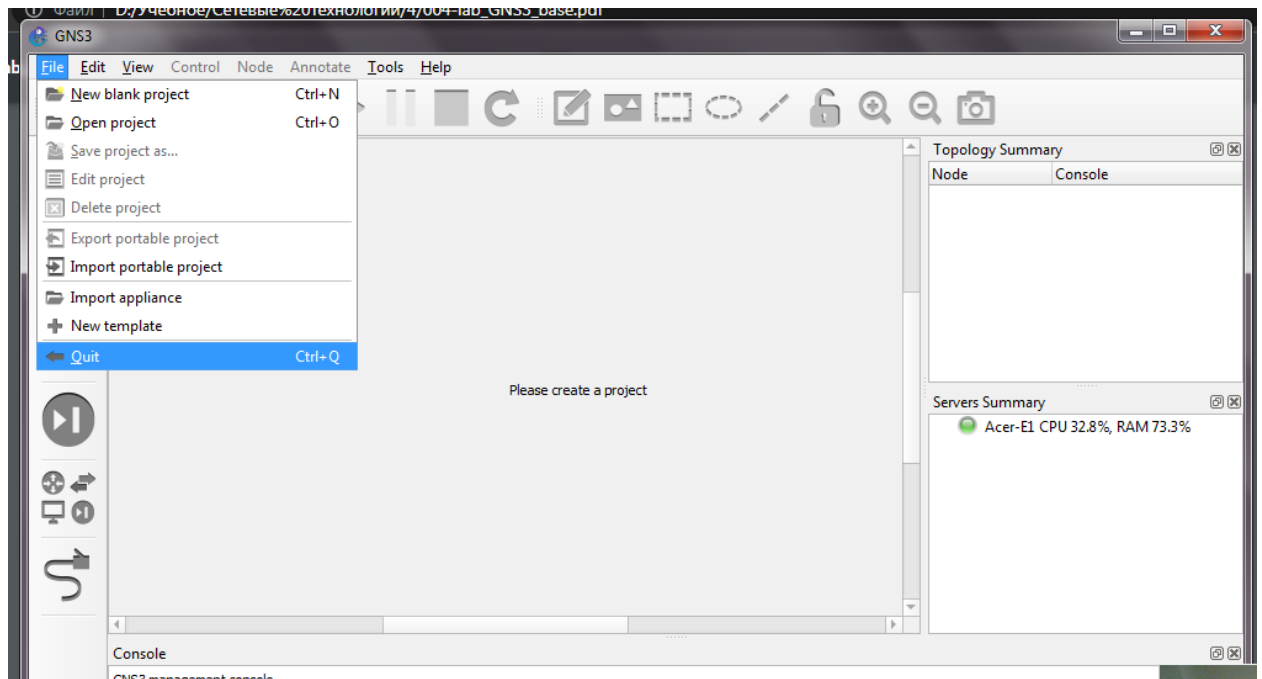 Файл D:/Учебное/Сетевые%20технологии/4/004-lab_GNS3_base.pdf
GNS3
File Edit View Control Node Annotate Tools Help
New blank project Ctrl+N
Open project Ctrl+O
Save project as...
Edit project
Delete project
Export portable project
Import portable project
Import appliance
New template
Quit Ctrl+Q
Please create a project
Topology Summary
Node Console
Servers Summary
Acer-E1 CPU 32.8%, RAM 73.3%
Console
GNS3 management console